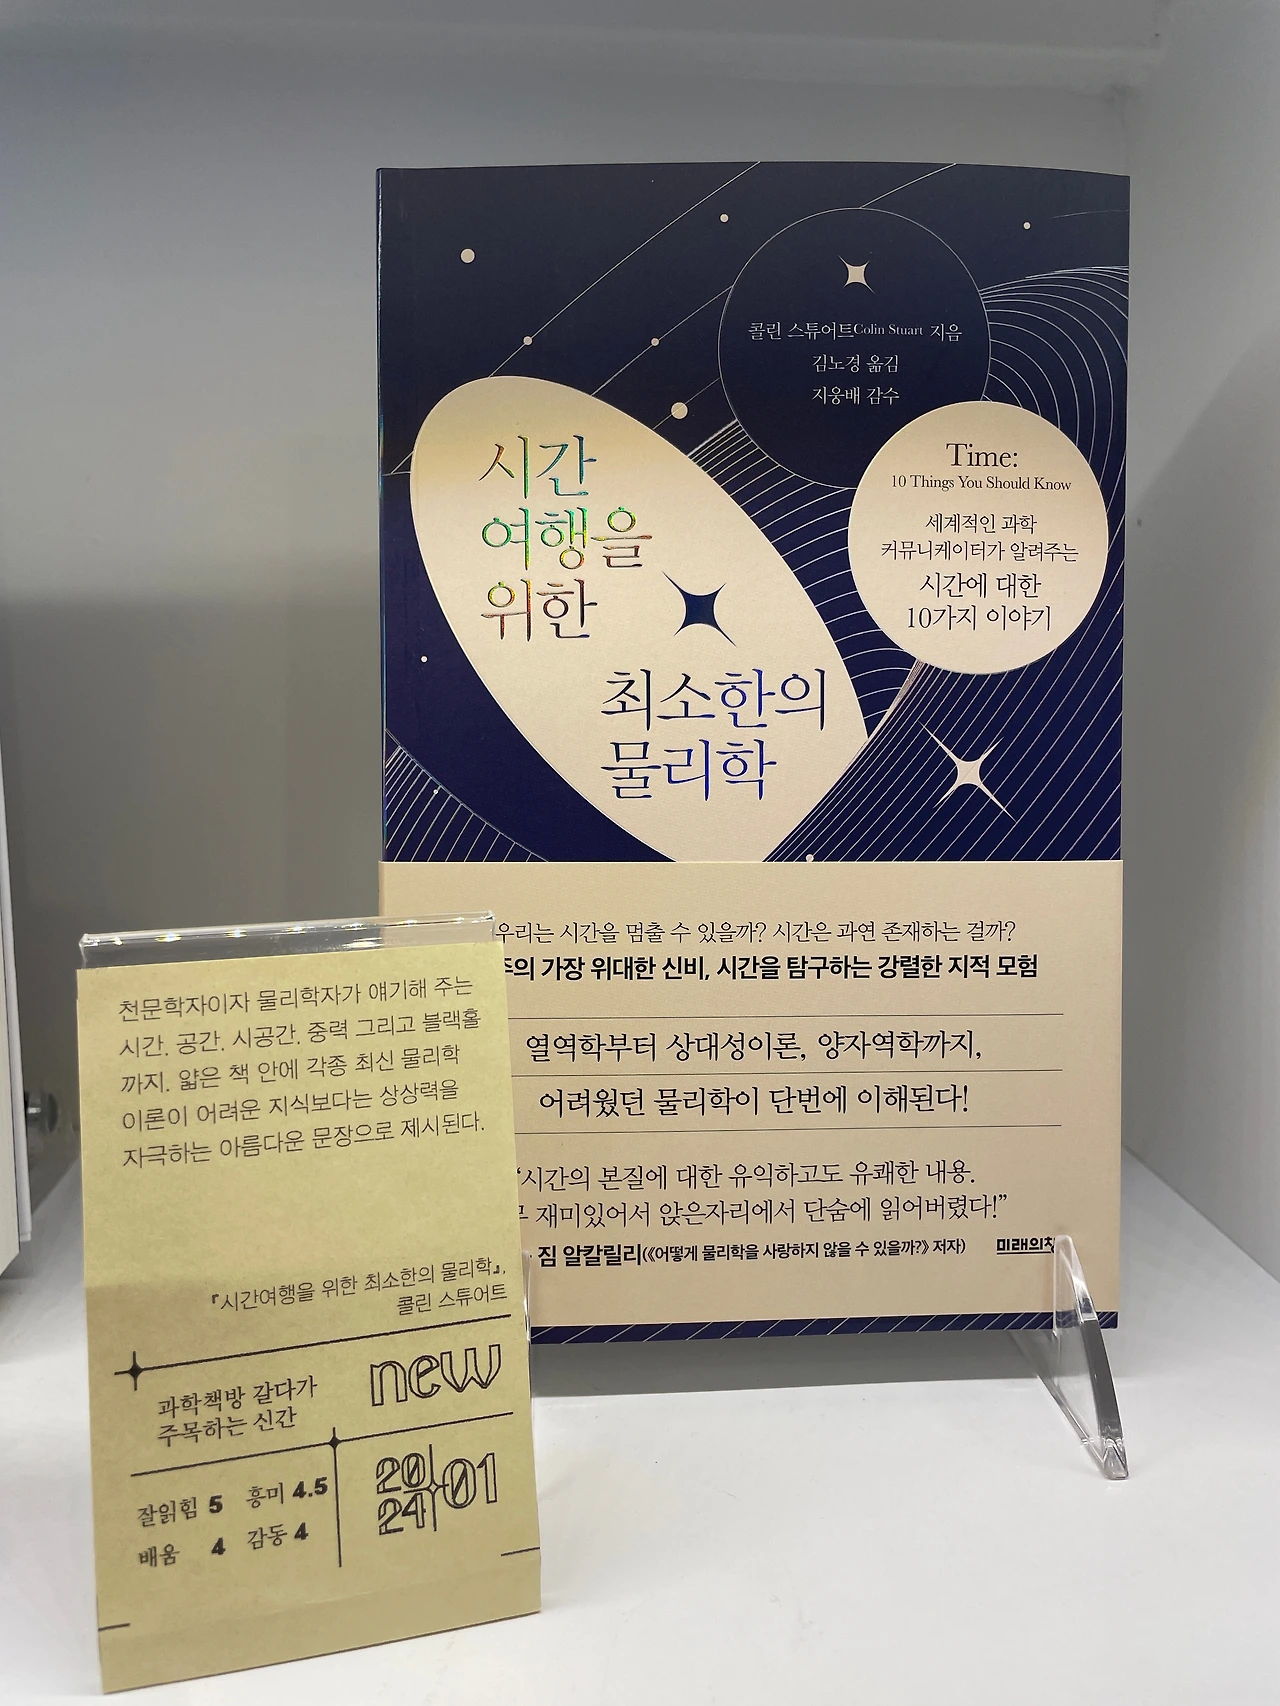 콜린 스튜어트Colin Stuart 지음
김노경 옮김
지웅배 감수
Time:
10 Things You Should Know
세계적인 과학
커뮤니케이터가 알려주는
시간에 대한
10가지 이야기
시간
여행을
위한
최소한의
물리학
우리는 시간을 멈출 수 있을까? 시간은 과연 존재하는 걸까?
가장 위대한 신비, 시간을 탐구하는 강렬한 지적 모험
열역학부터 상대성이론, 양자역학까지,
어려웠던 물리학이 단번에 이해된다!
“시간의 본질에 대한 유익하고도 유쾌한 내용.
재미있어서 앉은자리에서 단숨에 읽어버렸다!”
짐 알칼릴리(《어떻게 물리학을 사랑하지 않을 수 있을까?》 저자)
천문학자이자 물리학자가 얘기해 주는
시간. 공간. 시공간. 중력 그리고 블랙홀
까지. 얇은 책 안에 각종 최신 물리학
이론이 어려운 지식보다는 상상력을
자극하는 아름다운 문장으로 제시된다.
『시간여행을 위한 최소한의 물리학』,
콜린 스튜어트
과학책방 갈다가
주목하는 신간
new
잘읽힘 5 흥미 4.5
배움 4 감동 4
20 01
24